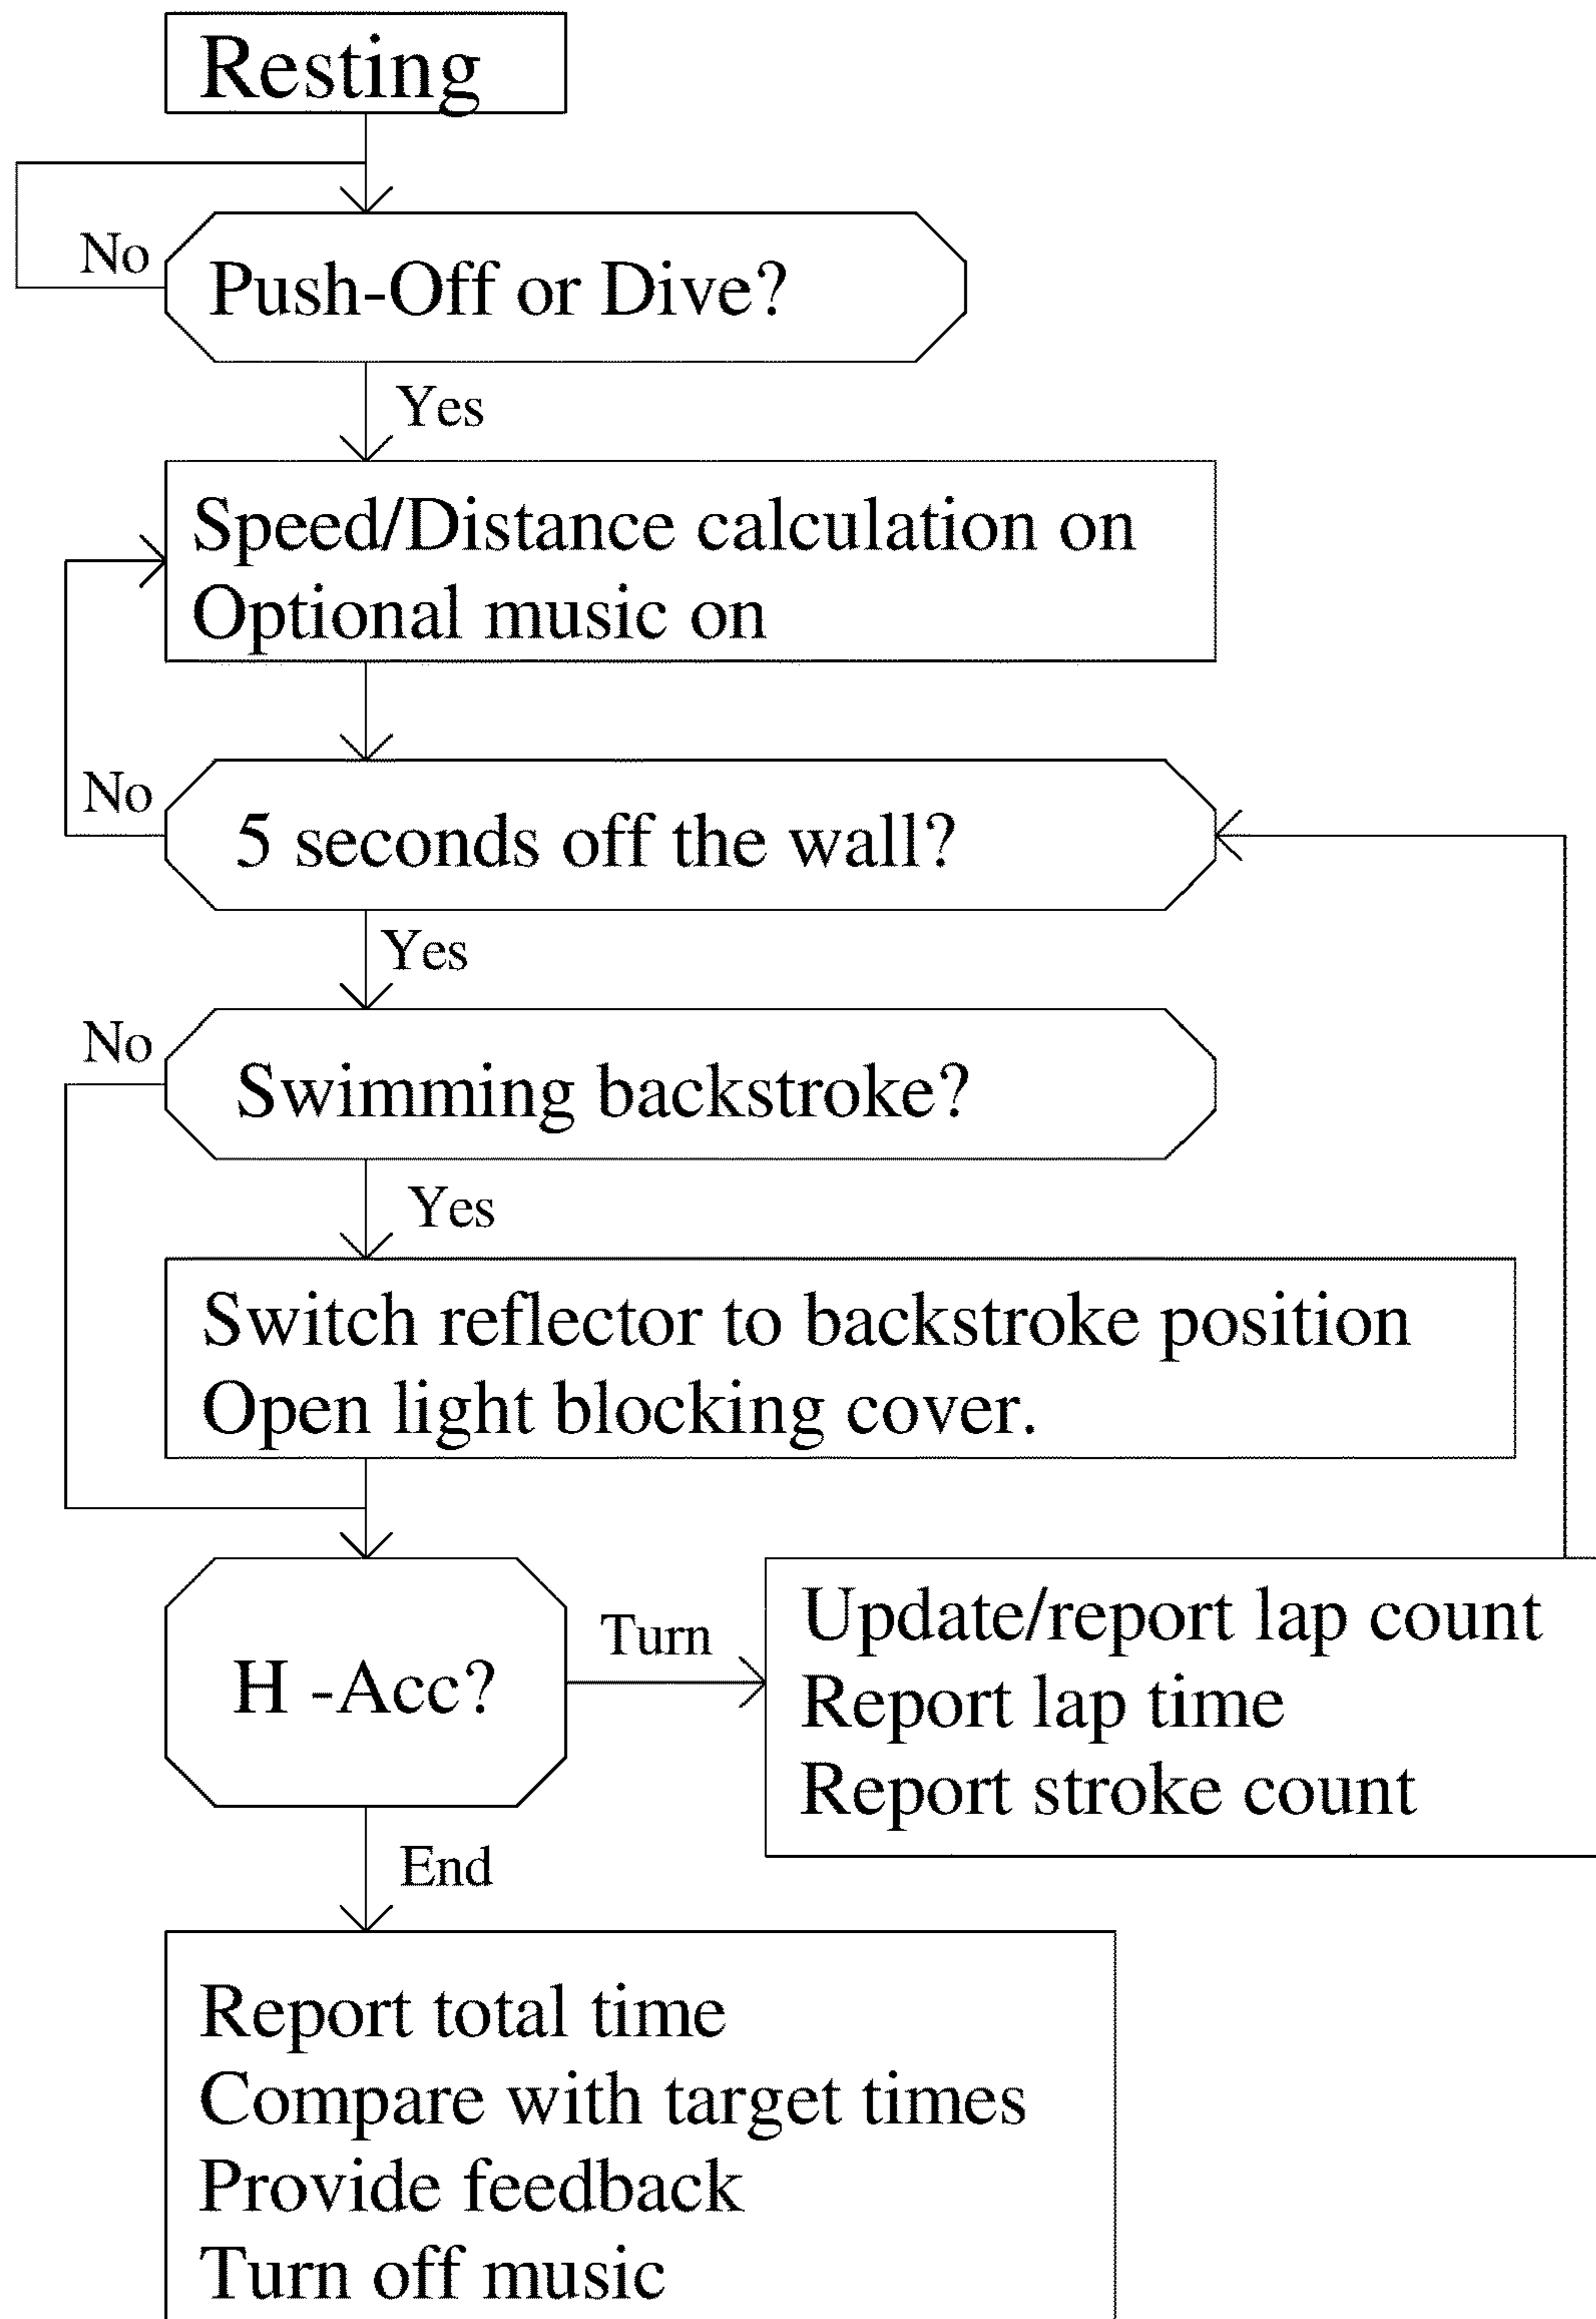 Resting
No
Push-Off or Dive?
Yes
Speed/Distance calculation on
Optional music on
No
5 seconds off the wall?
Yes
No
Swimming backstroke?
Yes
Switch reflector to backstroke position
Open light blocking cover.
H -Acc?
Turn
Update/report lap count
Report lap time
Report stroke count
End
Report total time
Compare with target times
Provide feedback
Turn off music